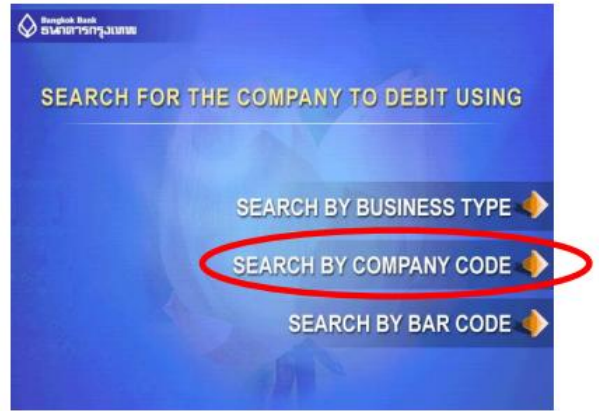 Bangkok Bank
ธนาคารกรุงเทพ
SEARCH FOR THE COMPANY TO DEBIT USING
SEARCH BY BUSINESS TYPE
SEARCH BY COMPANY CODE
SEARCH BY BAR CODE